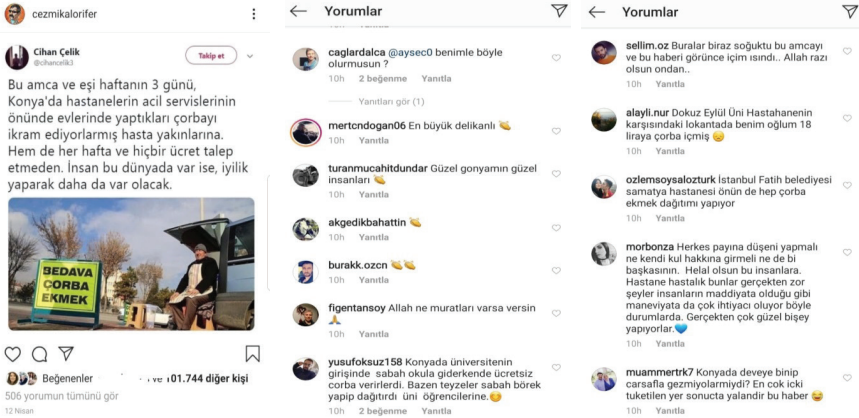 cezmikalorifer
Cihan Çelik
@cihancelik3
Takip et
Bu amca ve eşi haftanın 3 günü,
Konya'da hastanelerin acil servislerinin
önünde evlerinde yaptıkları çorbayı
ikram ediyorlarmış hasta yakınlarına.
Hem de her hafta ve hiçbir ücret talep
etmeden. İnsan bu dünyada var ise, iyilik
yaparak daha da var olacak.
BEDAVA
ÇORBA
EKMEK
Beğenenler
ve 101.744 diğer kişi
506 yorumun tümünü gör
12 Nisan
Yorumlar
caglardalca @aysec0 benimle böyle
olurmusun ?
10h 2 beğenme Yanıtla
Yanıtları gör (1)
mertcndogan06 En büyük delikanlı 👏
10h Yanıtla
turanmucahitdundar Güzel gonyamın güzel
insanları 👏
10h Yanıtla
akgedikbahattin 👏
10h Yanıtla
burakk.ozcn 👏👏
10h Yanıtla
figentansoy Allah ne muratları varsa versin
🙏
10h Yanıtla
yusufoksuz158 Konyada üniversitenin
girişinde sabah okula giderkende ücretsiz
corba verirlerdi. Bazen teyzeler sabah börek
yapip dağıtırdı üni öğrencilerine.😊
10h 2 beğenme Yanıtla
Yorumlar
sellim.oz Buralar biraz soğuktu bu amcayı
ve bu haberi görünce içim ısındı.. Allah razı
olsun ondan..
10h Yanıtla
alayli.nur Dokuz Eylül Üni Hastahanenin
karşısındaki lokantada benim oğlum 18
liraya çorba içmiş 😞
10h Yanıtla
ozlemsoysalozturk İstanbul Fatih belediyesi
samatya hastanesi önün de hep çorba
ekmek dağıtımı yapıyor
10h Yanıtla
morbonza Herkes payına düşeni yapmalı
ne kendi kul hakkına girmeli ne de bi
başkasının. Helal olsun bu insanlara.
Hastane hastalık bunlar gerçekten zor
şeyler insanların maddiyata olduğu gibi
maneviyata da çok ihtiyacı oluyor böyle
durumlarda. Gerçekten çok güzel bişey
yapıyorlar.💙
10h Yanıtla
muammertrk7 Konyada deveye binip
carsafla gezmiyolarmiydi? En cok icki
tuketilen yer sonucta yalandir bu haber 😂
10h Yanıtla